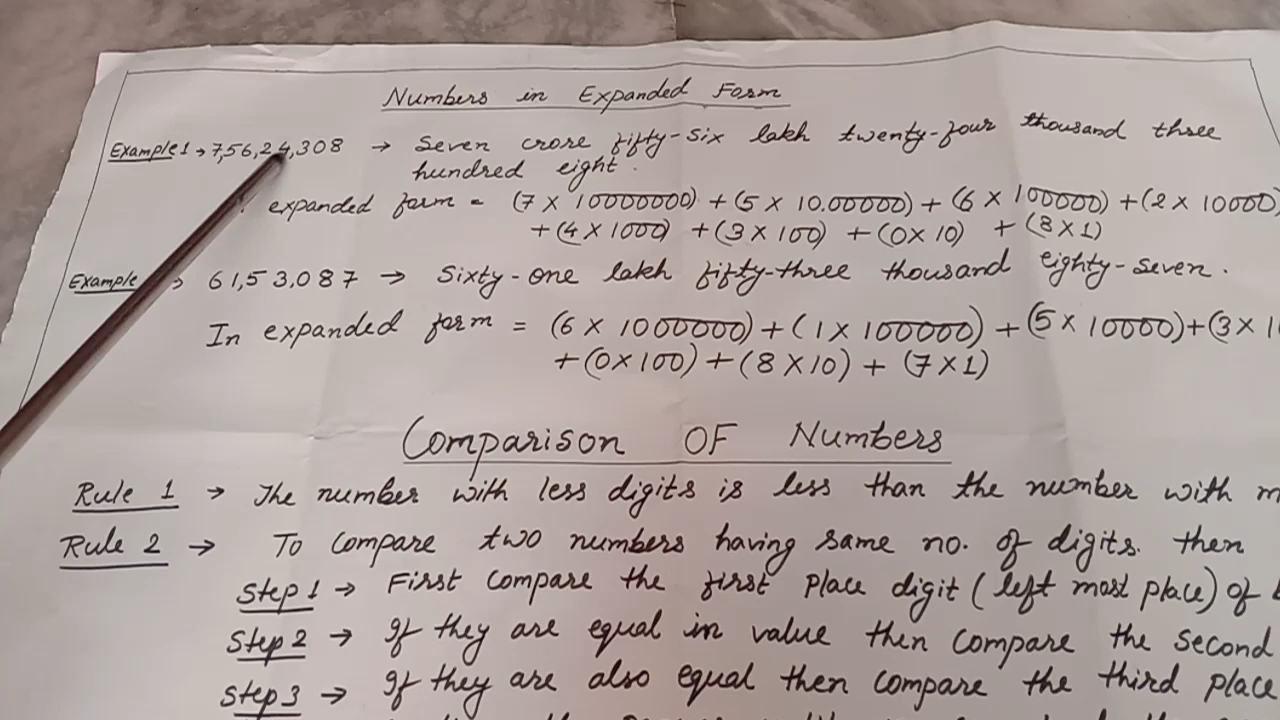 Numbers in Expanded Form
Example 1 → 7,56,24,308 → Seven crore fifty-six lakh twenty-four thousand three
hundred eight.
expanded form = (7 X 10000000) + (5 X 10.00000) + (6 X 100000) + (2 X 10000)
+ (4 X 1000) + (3 X 100) + (0 X 10) + (8 X 1)
Example → 61,53,087 → Sixty-one lakh fifty-three thousand eighty-seven.
In expanded form = (6 X 1000000) + (1 X 100000) + (5 X 10000) + (3 X
+ (0 X 100) + (8 X 10) + (7 X 1)
Comparison OF Numbers
Rule 1 → The number with less digits is less than the number with
Rule 2 → To compare two numbers having same no. of digits. then
Step 1 → First compare the first place digit (left most place) of
Step 2 → If they are equal in value then compare the second
Step 3 → If they are also equal then compare the third place